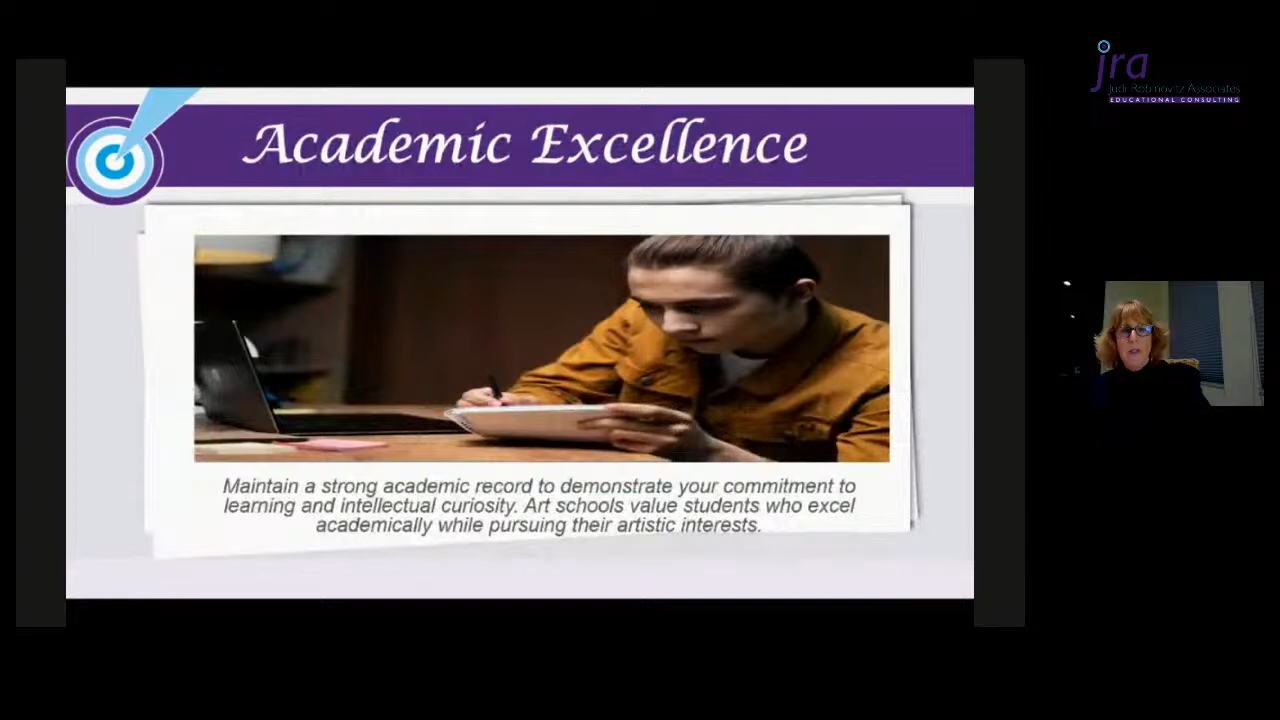 Academic Excellence
Maintain a strong academic record to demonstrate your commitment to
learning and intellectual curiosity. Art schools value students who excel
academically while pursuing their artistic interests.
jra
Judi Robinovitz Associates
EDUCATIONAL CONSULTING